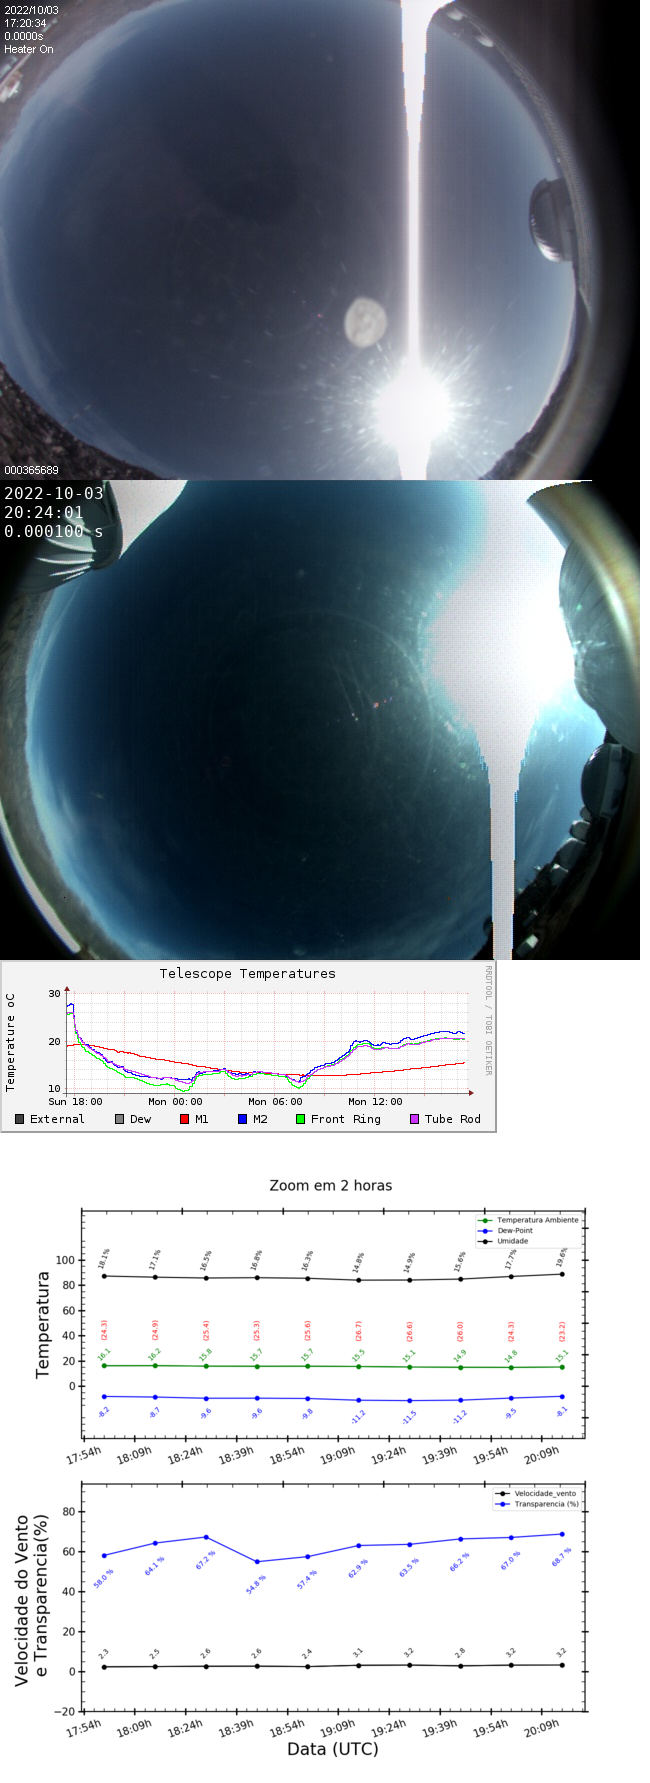 2022/10/03
17:20:34
0.0000s
Heater On
000365689
2022-10-03
20:24:01
0.000100 s
Telescope Temperatures
RRDTOOL / TOBI OETIKER
Temperature oC
30
20
10
Sun 18:00 Mon 00:00 Mon 06:00 Mon 12:00
External Dew M1 M2 Front Ring Tube Rod
Zoom em 2 horas
Temperatura Ambiente
Dew-Point
Umidade
Temperatura
100
80
60
40
20
0
18.1% 17.1% 16.5% 16.8% 16.3% 14.8% 14.9% 15.6% 17.7% 19.6%
(24.3) (24.9) (25.4) (25.3) (25.6) (26.7) (26.6) (26.0) (24.3) (23.2)
16.1 16.2 15.8 15.7 15.7 15.5 15.1 14.9 14.8 15.1
-8.2 -8.7 -9.6 -9.6 -9.8 -11.2 -11.5 -11.2 -9.5 -8.1
17:54h 18:09h 18:24h 18:39h 18:54h 19:09h 19:24h 19:39h 19:54h 20:09h
Velocidade_vento
Transparencia (%)
Velocidade do Vento
e Transparencia(%)
80
60
40
20
0
−20
58.0 % 64.1 % 67.2 % 54.8 % 57.4 % 62.9 % 63.5 % 66.2 % 67.0 % 68.7 %
2.3 2.5 2.6 2.6 2.4 3.1 3.2 2.8 3.2 3.2
17:54h 18:09h 18:24h 18:39h 18:54h 19:09h 19:24h 19:39h 19:54h 20:09h
Data (UTC)